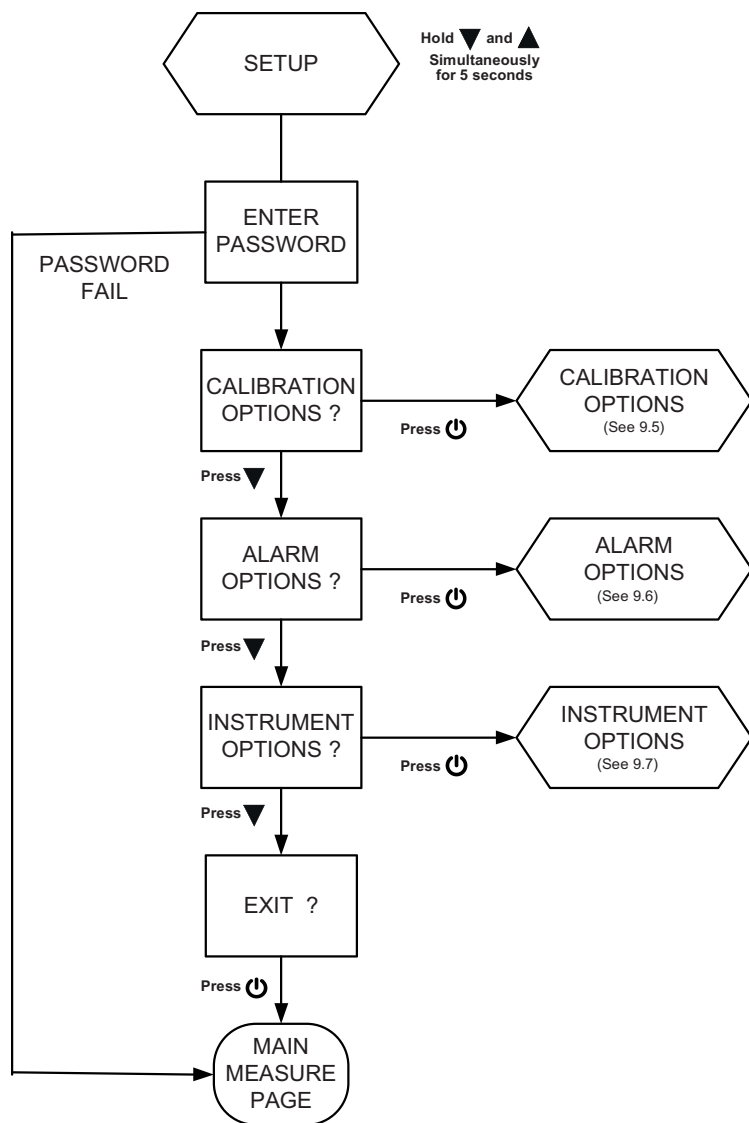 SETUP
Hold ▼ and ▲
Simultaneously
for 5 seconds
ENTER
PASSWORD
PASSWORD
FAIL
CALIBRATION
OPTIONS ?
Press
CALIBRATION
OPTIONS
(See 9.5)
Press ▼
ALARM
OPTIONS ?
Press
ALARM
OPTIONS
(See 9.6)
Press ▼
INSTRUMENT
OPTIONS ?
Press
INSTRUMENT
OPTIONS
(See 9.7)
Press ▼
EXIT ?
Press
MAIN
MEASURE
PAGE